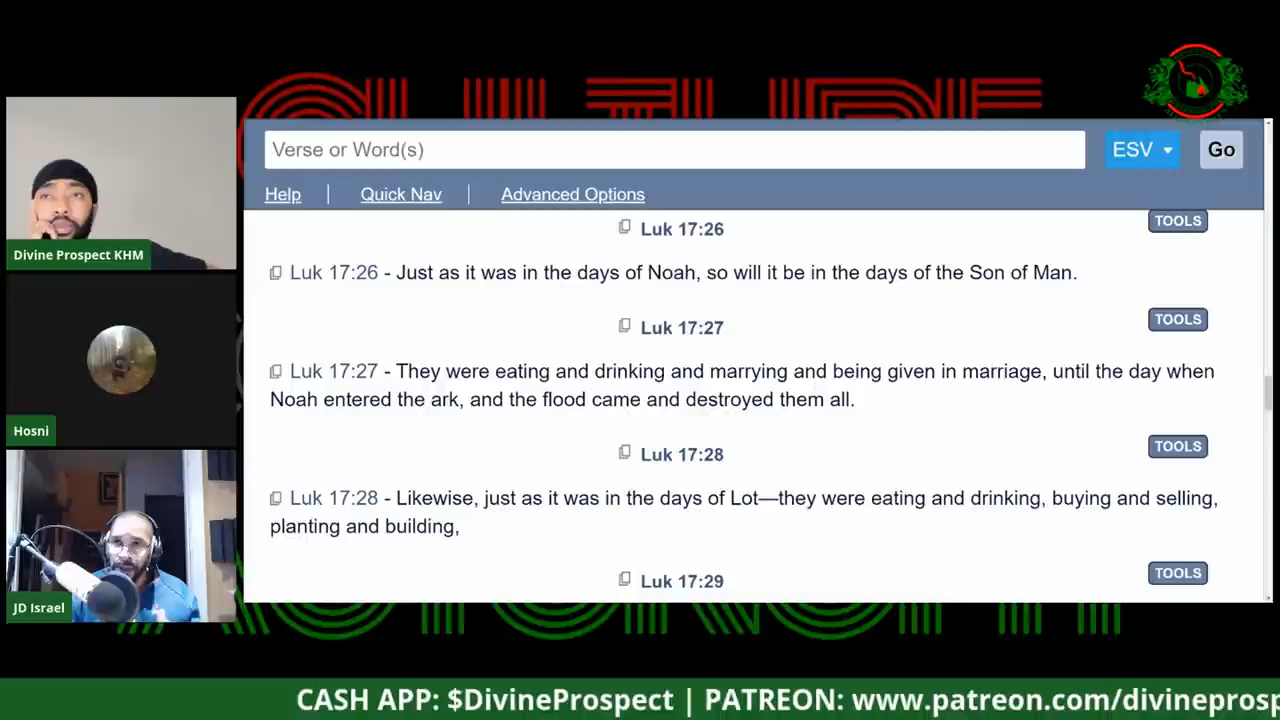 Divine Prospect KHM
Hosni
JD Israel
Verse or Word(s)
ESV
Go
Help | Quick Nav | Advanced Options
Luk 17:26
TOOLS
Luk 17:26 - Just as it was in the days of Noah, so will it be in the days of the Son of Man.
Luk 17:27
TOOLS
Luk 17:27 - They were eating and drinking and marrying and being given in marriage, until the day when
Noah entered the ark, and the flood came and destroyed them all.
Luk 17:28
TOOLS
Luk 17:28 - Likewise, just as it was in the days of Lot—they were eating and drinking, buying and selling,
planting and building,
Luk 17:29
TOOLS
CASH APP: $DivineProspect | PATREON: www.patreon.com/divineprosp